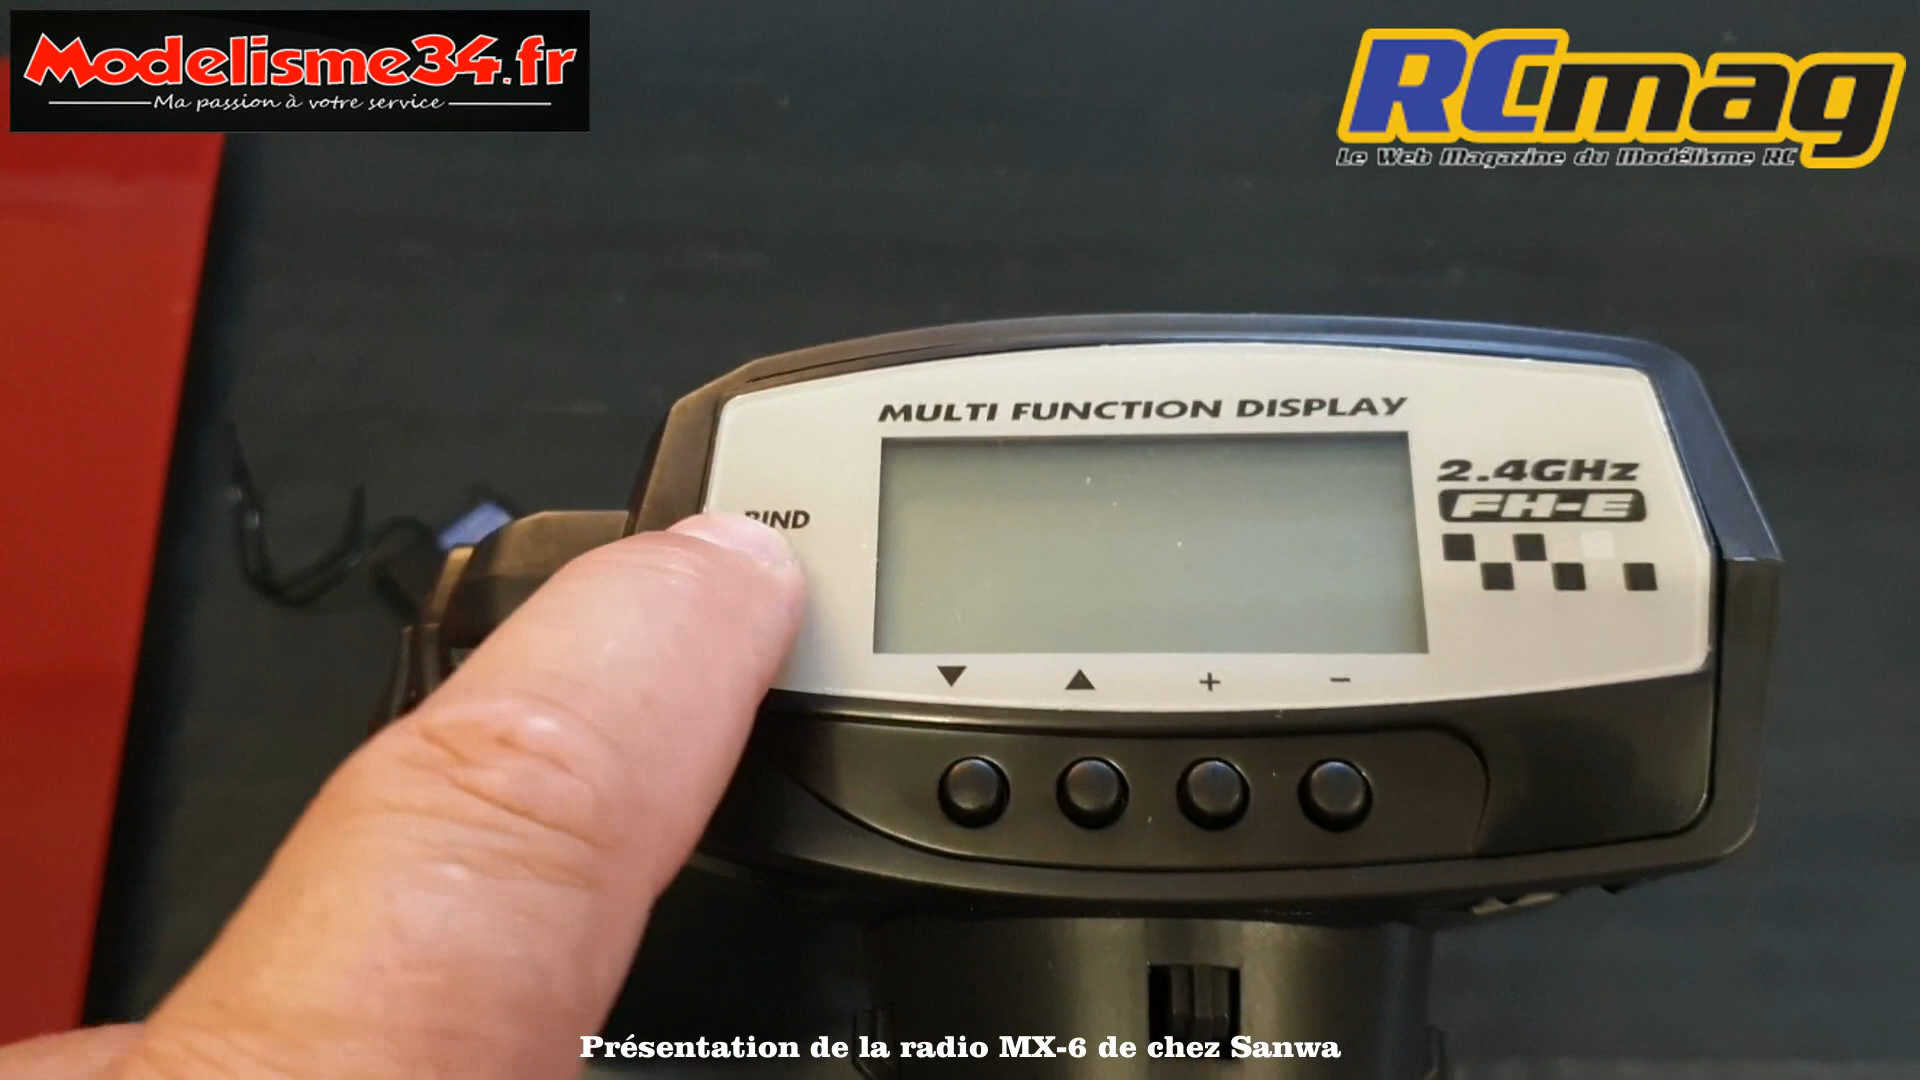 Modelisme34.fr
Ma passion à votre service
RCmag
Le Web Magazine du Modélisme RC
MULTI FUNCTION DISPLAY
2.4GHz
FH-E
BIND
▼ ▲ + −
Présentation de la radio MX-6 de chez Sanwa